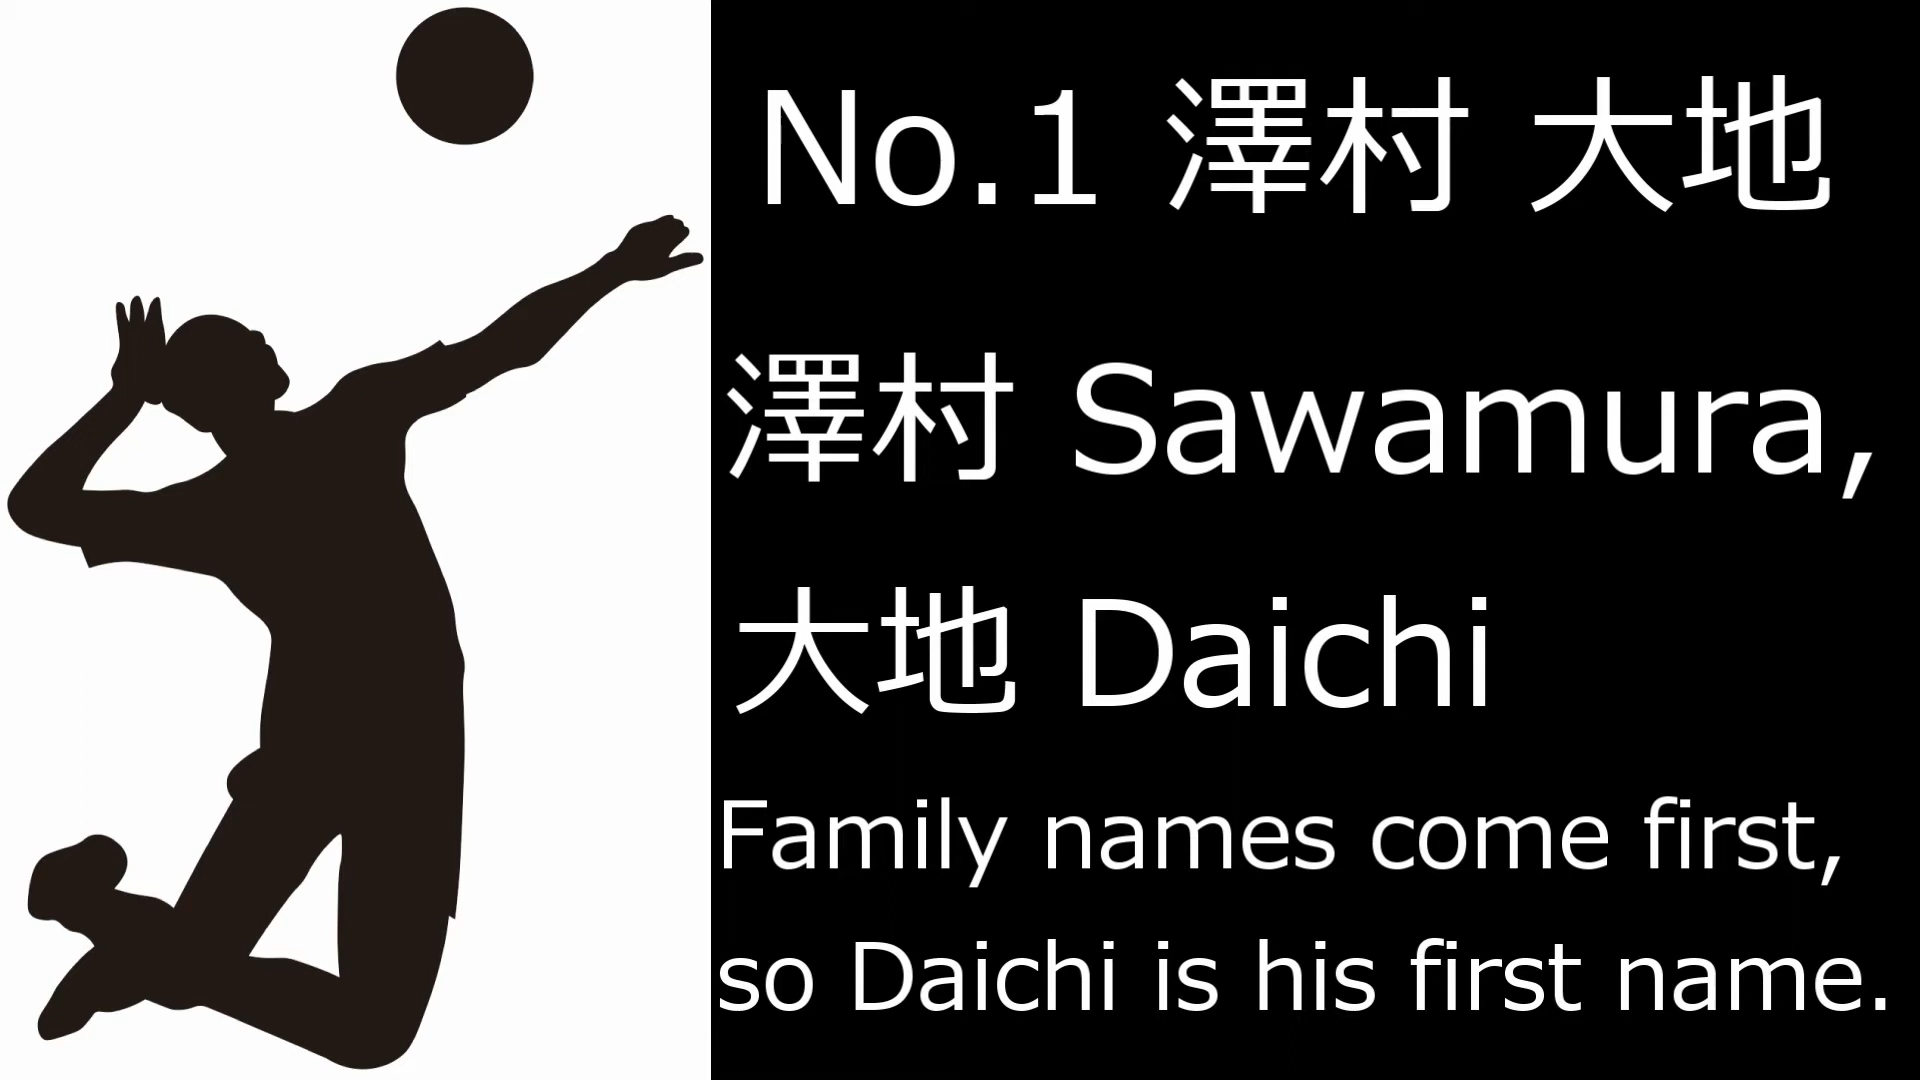 No.1 澤村 大地
澤村 Sawamura,
大地 Daichi
Family names come first,
so Daichi is his first name.